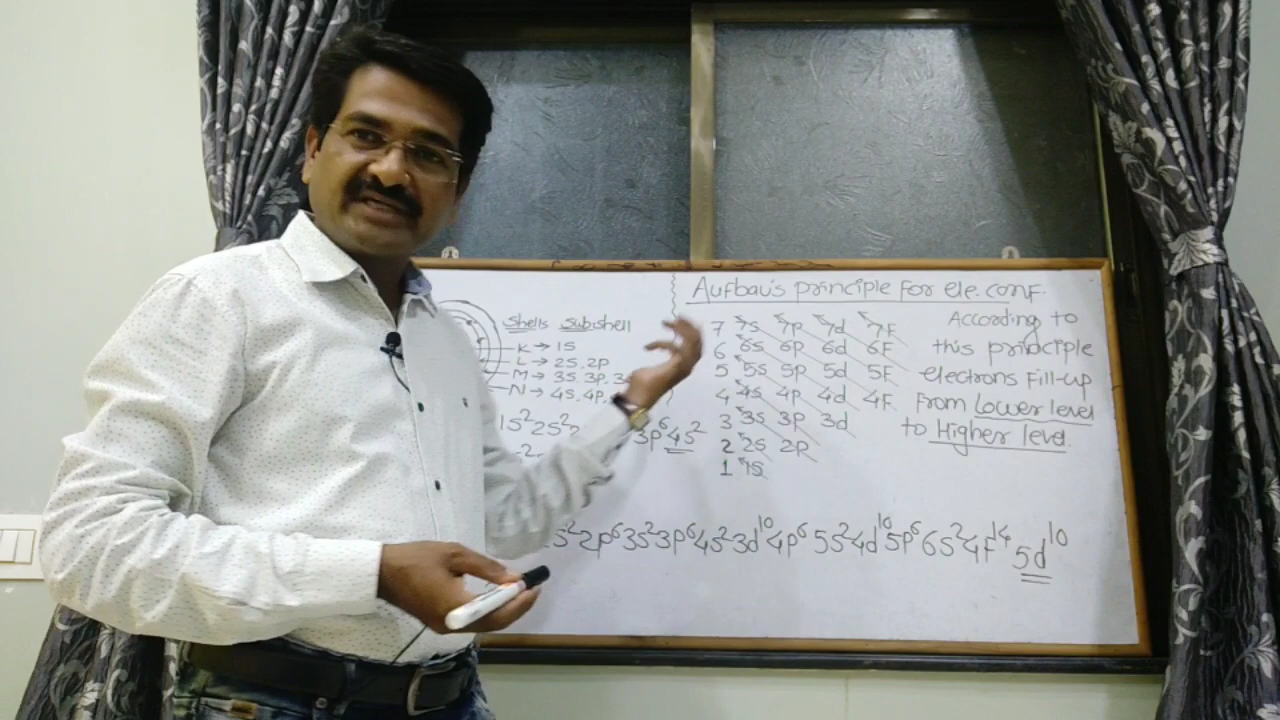 Aufbau's principle for ele. conf.
Shells Subshell
K → 1S
L → 2S, 2P
M → 3S, 3P, 3
N → 4S, 4P,
1S²2S²2
3P⁶4S²
7 7S 7P 7d 7F
6 6S 6P 6d 6F
5 5S 5P 5d 5F
4 4S 4P 4d 4F
3 3S 3P 3d
2 2S 2P
1 1S
According to
this principle
electrons fill-up
from Lower level
to Higher level.
S²2P⁶3S²3P⁶4S²3d¹⁰4P⁶5S²4d¹⁰5P⁶6S²4F¹⁴5d¹⁰